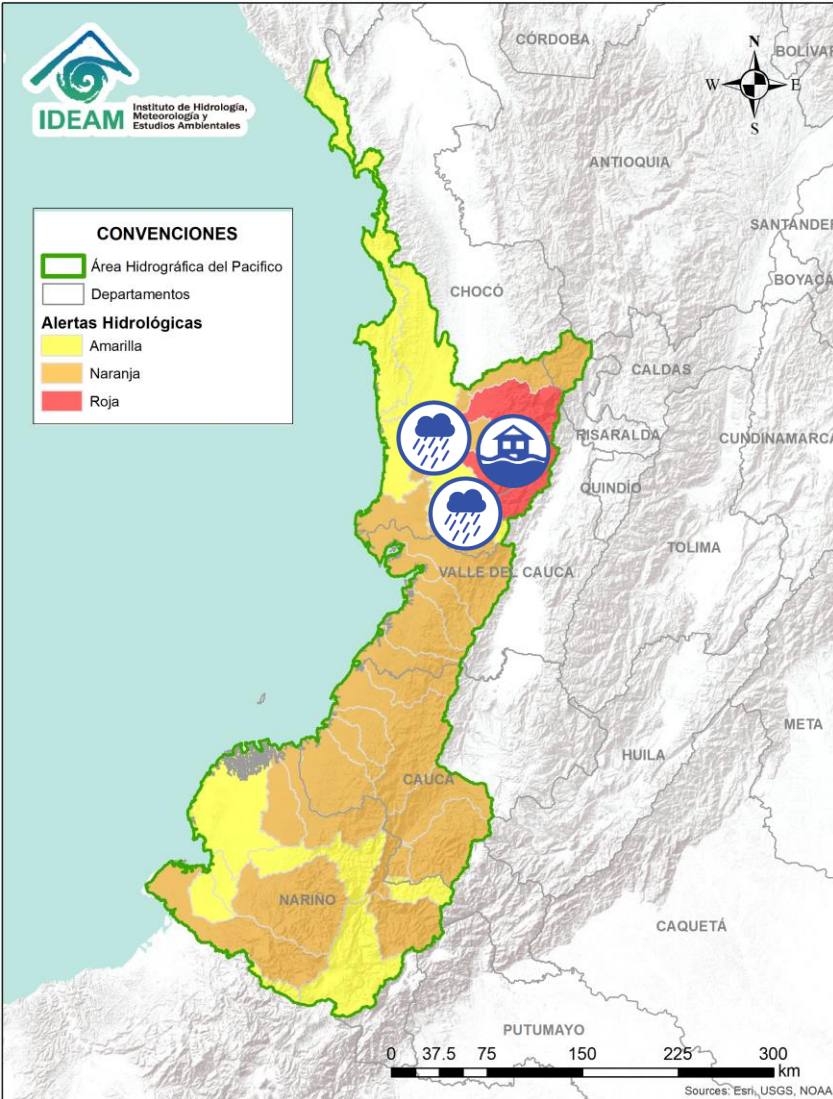 IDEAM
Instituto de Hidrología,
Meteorología y
Estudios Ambientales
CÓRDOBA
BOLÍVAR
N
W
E
S
ANTIOQUIA
SANTANDER
BOYACÁ
CONVENCIONES
Área Hidrográfica del Pacifico
Departamentos
Alertas Hidrológicas
Amarilla
Naranja
Roja
CHOCÓ
CALDAS
RISARALDA
CUNDINAMARCA
QUINDÍO
TOLIMA
VALLE DEL CAUCA
META
HUILA
CAUCA
NARIÑO
CAQUETÁ
PUTUMAYO
0 37.5 75 150 225 300
km
Sources: Esri, USGS, NOAA